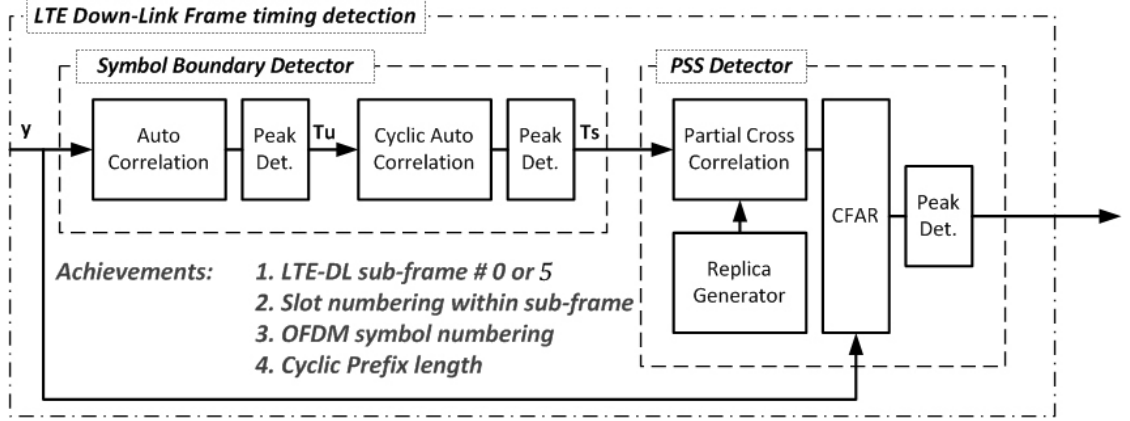 LTE Down-Link Frame timing detection
Symbol Boundary Detector
PSS Detector
y
Auto
Correlation
Peak
Det.
Tu
Cyclic Auto
Correlation
Peak
Det.
Ts
Partial Cross
Correlation
CFAR
Peak
Det.
Replica
Generator
Achievements:
1. LTE-DL sub-frame # 0 or 5
2. Slot numbering within sub-frame
3. OFDM symbol numbering
4. Cyclic Prefix length